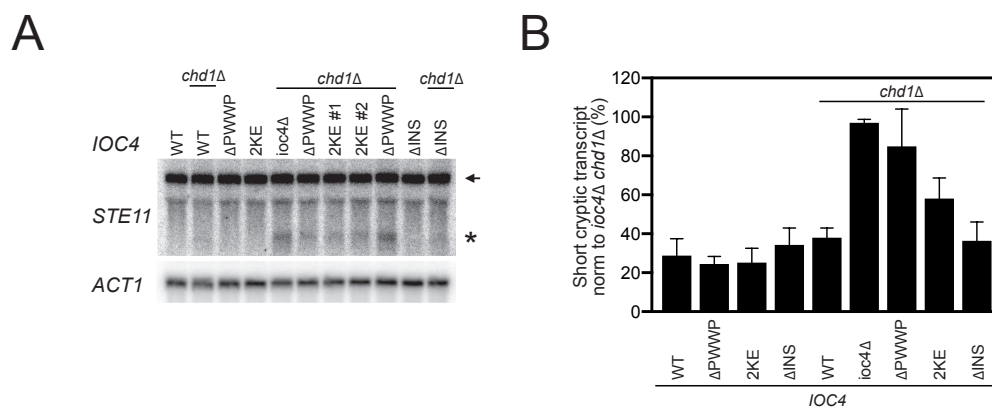 A
chd1Δ
chd1Δ
chd1Δ
IOC4
WT
WT
ΔPWWP
2KE
ioc4Δ
ΔPWWP
2KE #1
2KE #2
ΔPWWP
ΔINS
ΔINS
STE11
*
ACT1
B
Short cryptic transcript
norm to ioc4Δ chd1Δ (%)
120
100
80
60
40
20
0
chd1Δ
WT
ΔPWWP
2KE
ΔINS
WT
ioc4Δ
ΔPWWP
2KE
ΔINS
IOC4